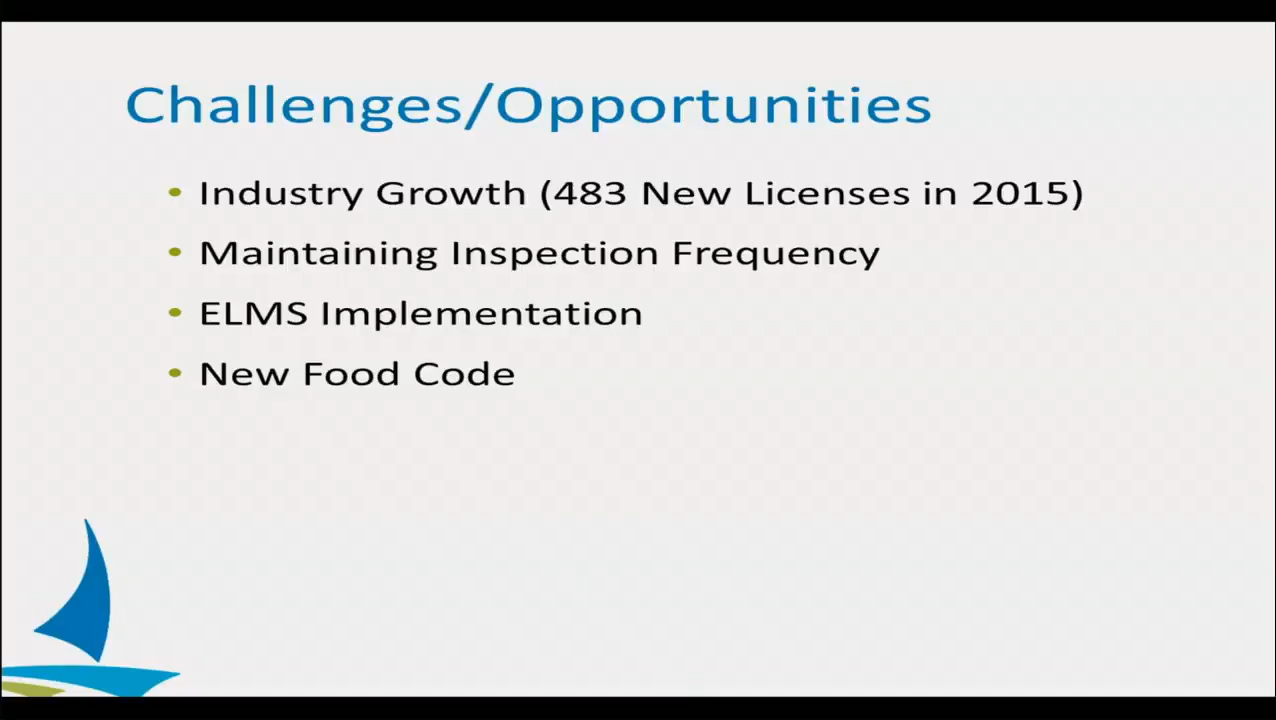 Challenges/Opportunities
• Industry Growth (483 New Licenses in 2015)
• Maintaining Inspection Frequency
• ELMS Implementation
• New Food Code